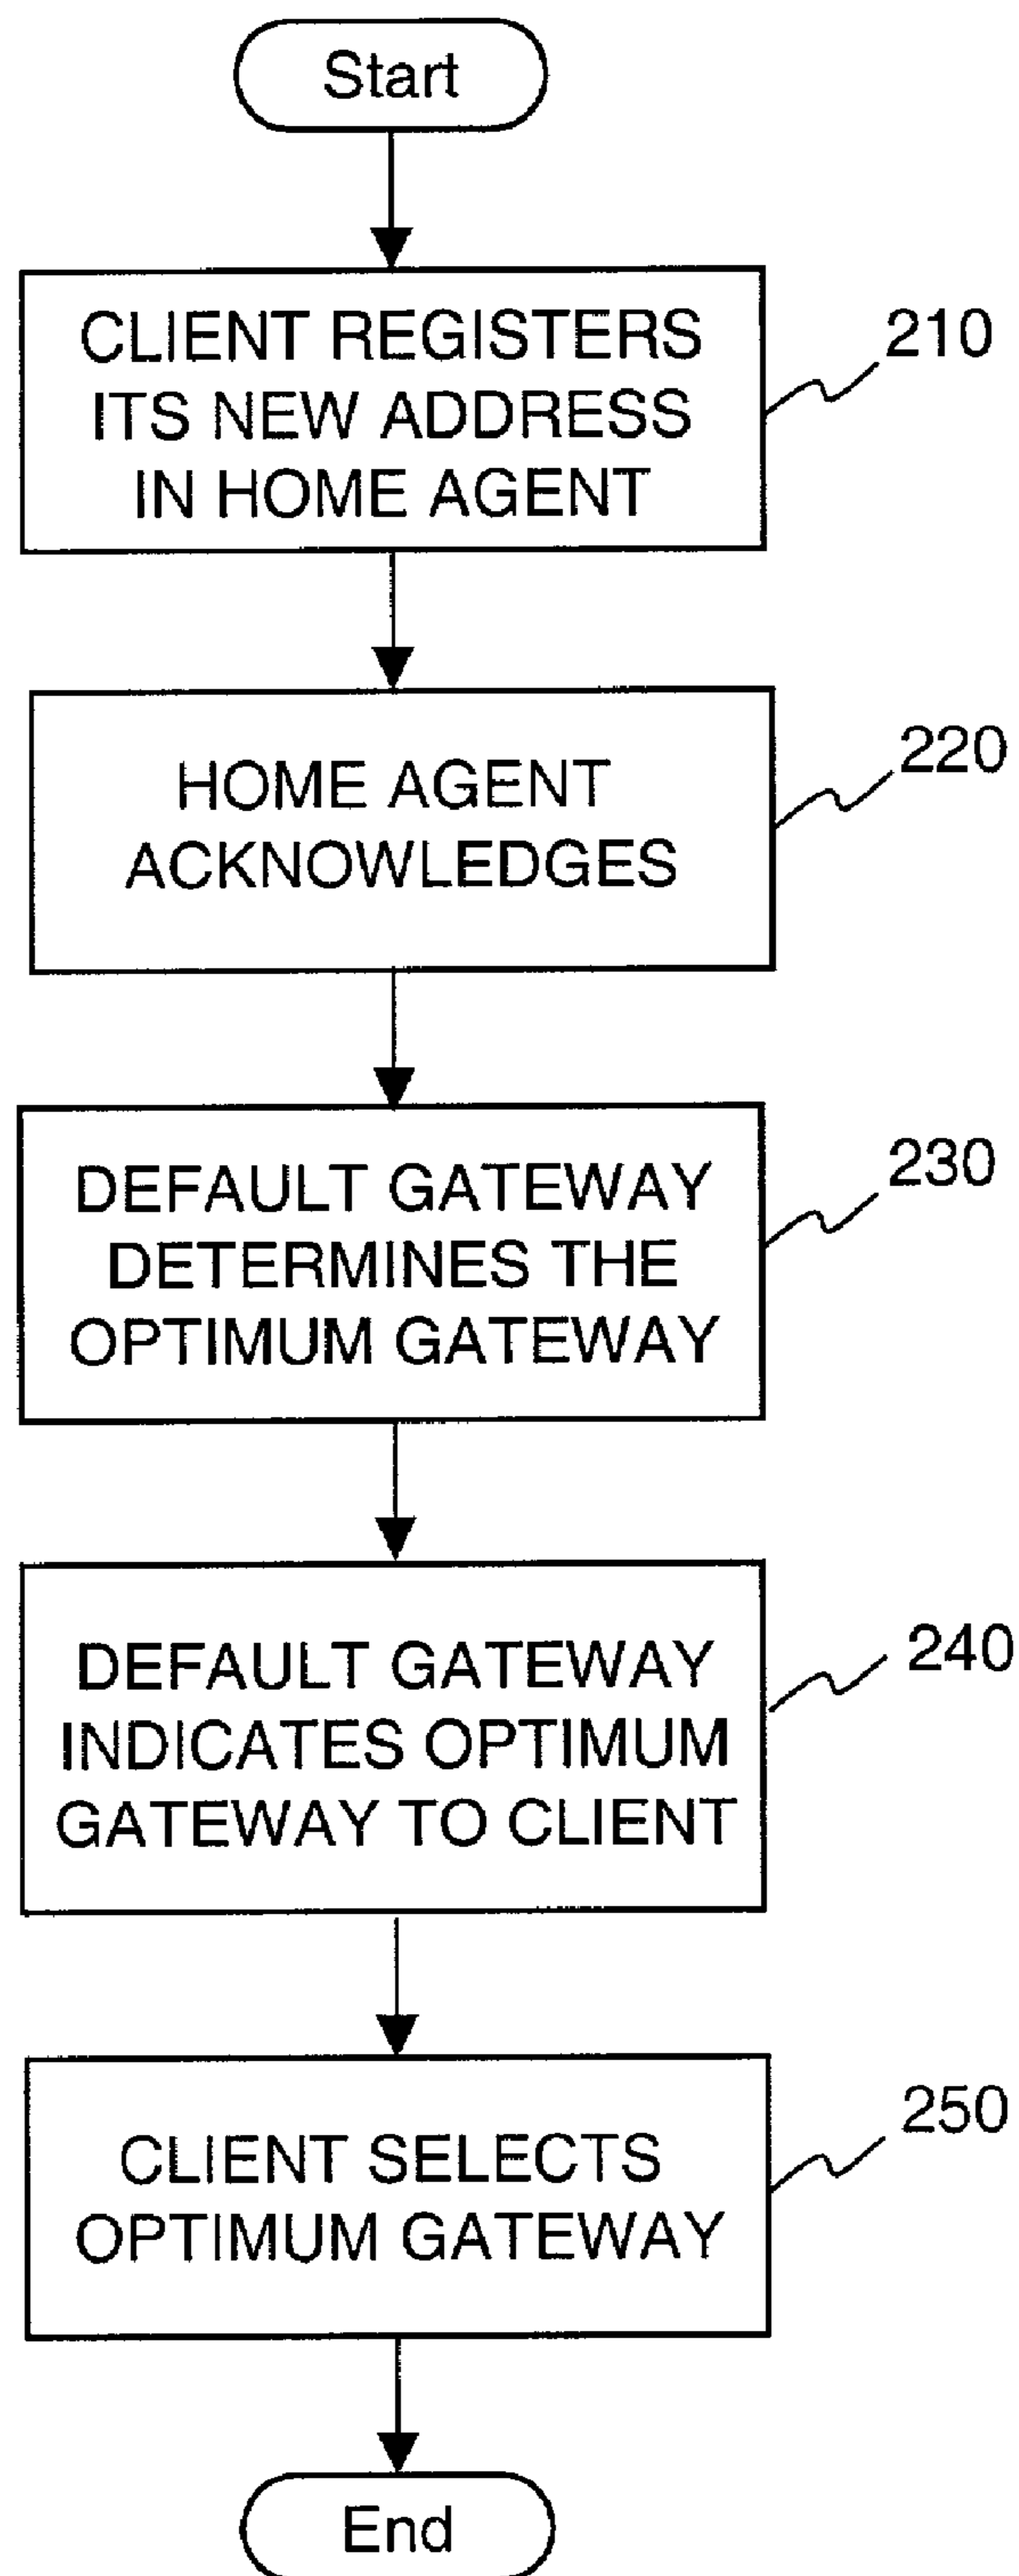 Start
CLIENT REGISTERS
ITS NEW ADDRESS
IN HOME AGENT
210
HOME AGENT
ACKNOWLEDGES
220
DEFAULT GATEWAY
DETERMINES THE
OPTIMUM GATEWAY
230
DEFAULT GATEWAY
INDICATES OPTIMUM
GATEWAY TO CLIENT
240
CLIENT SELECTS
OPTIMUM GATEWAY
250
End